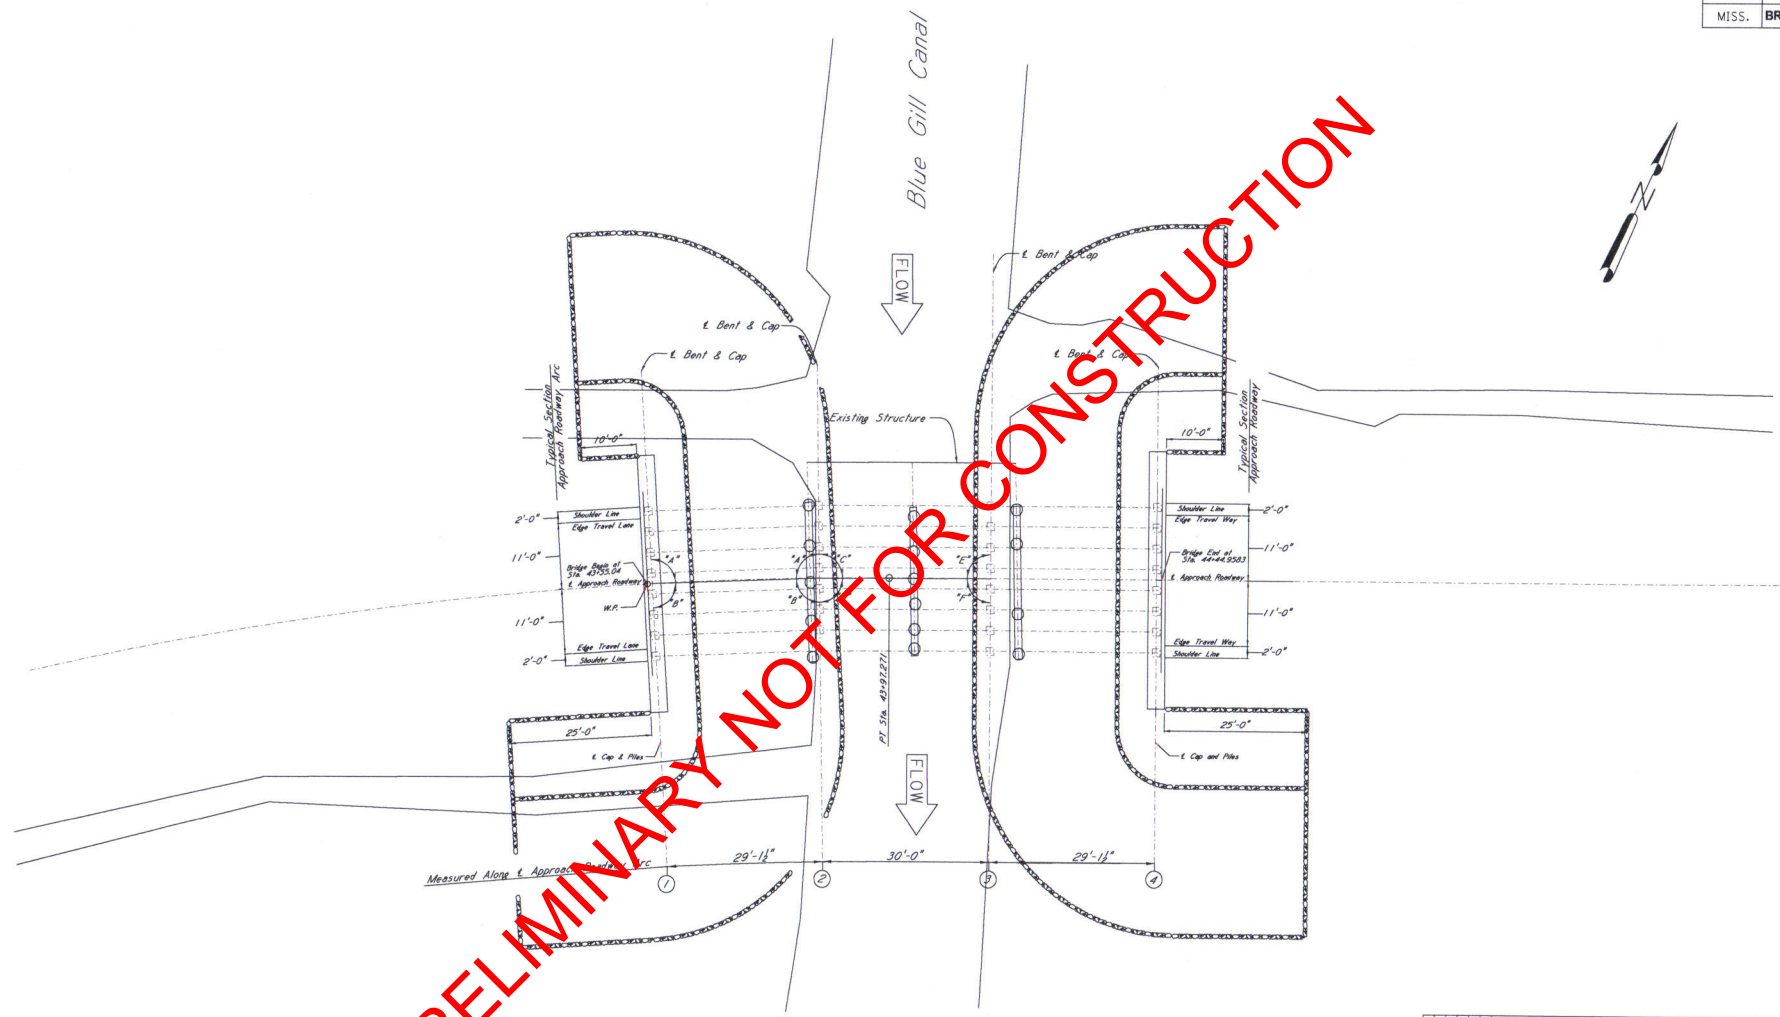 MISS. BR
Blue Gill Canal
N
FLOW
℄ Bent & Cap
℄ Bent & Cap
℄ Bent & Cap
℄ Bent & Cap
Existing Structure
Typical Section
Approach Roadway Arc
Typical Section
Approach Roadway
10'-0"
10'-0"
2'-0"
11'-0"
11'-0"
2'-0"
Shoulder Line
Edge Travel Lane
Bridge Begin at
Sta. 43+55.04
℄ Approach Roadway
W.P.
Edge Travel Lane
Shoulder Line
"A"
"B"
"A"
"C"
"B"
"E"
"F"
Shoulder Line
Edge Travel Way
Bridge End at
Sta. 44+44.9583
℄ Approach Roadway
Edge Travel Way
Shoulder Line
2'-0"
11'-0"
11'-0"
2'-0"
PT Sta. 43+97.271
25'-0"
25'-0"
℄ Cap & Piles
℄ Cap and Piles
FLOW
Measured Along ℄ Approach Roadway Arc
29'-1½"
30'-0"
29'-1½"
1
2
3
4
PRELIMINARY NOT FOR CONSTRUCTION